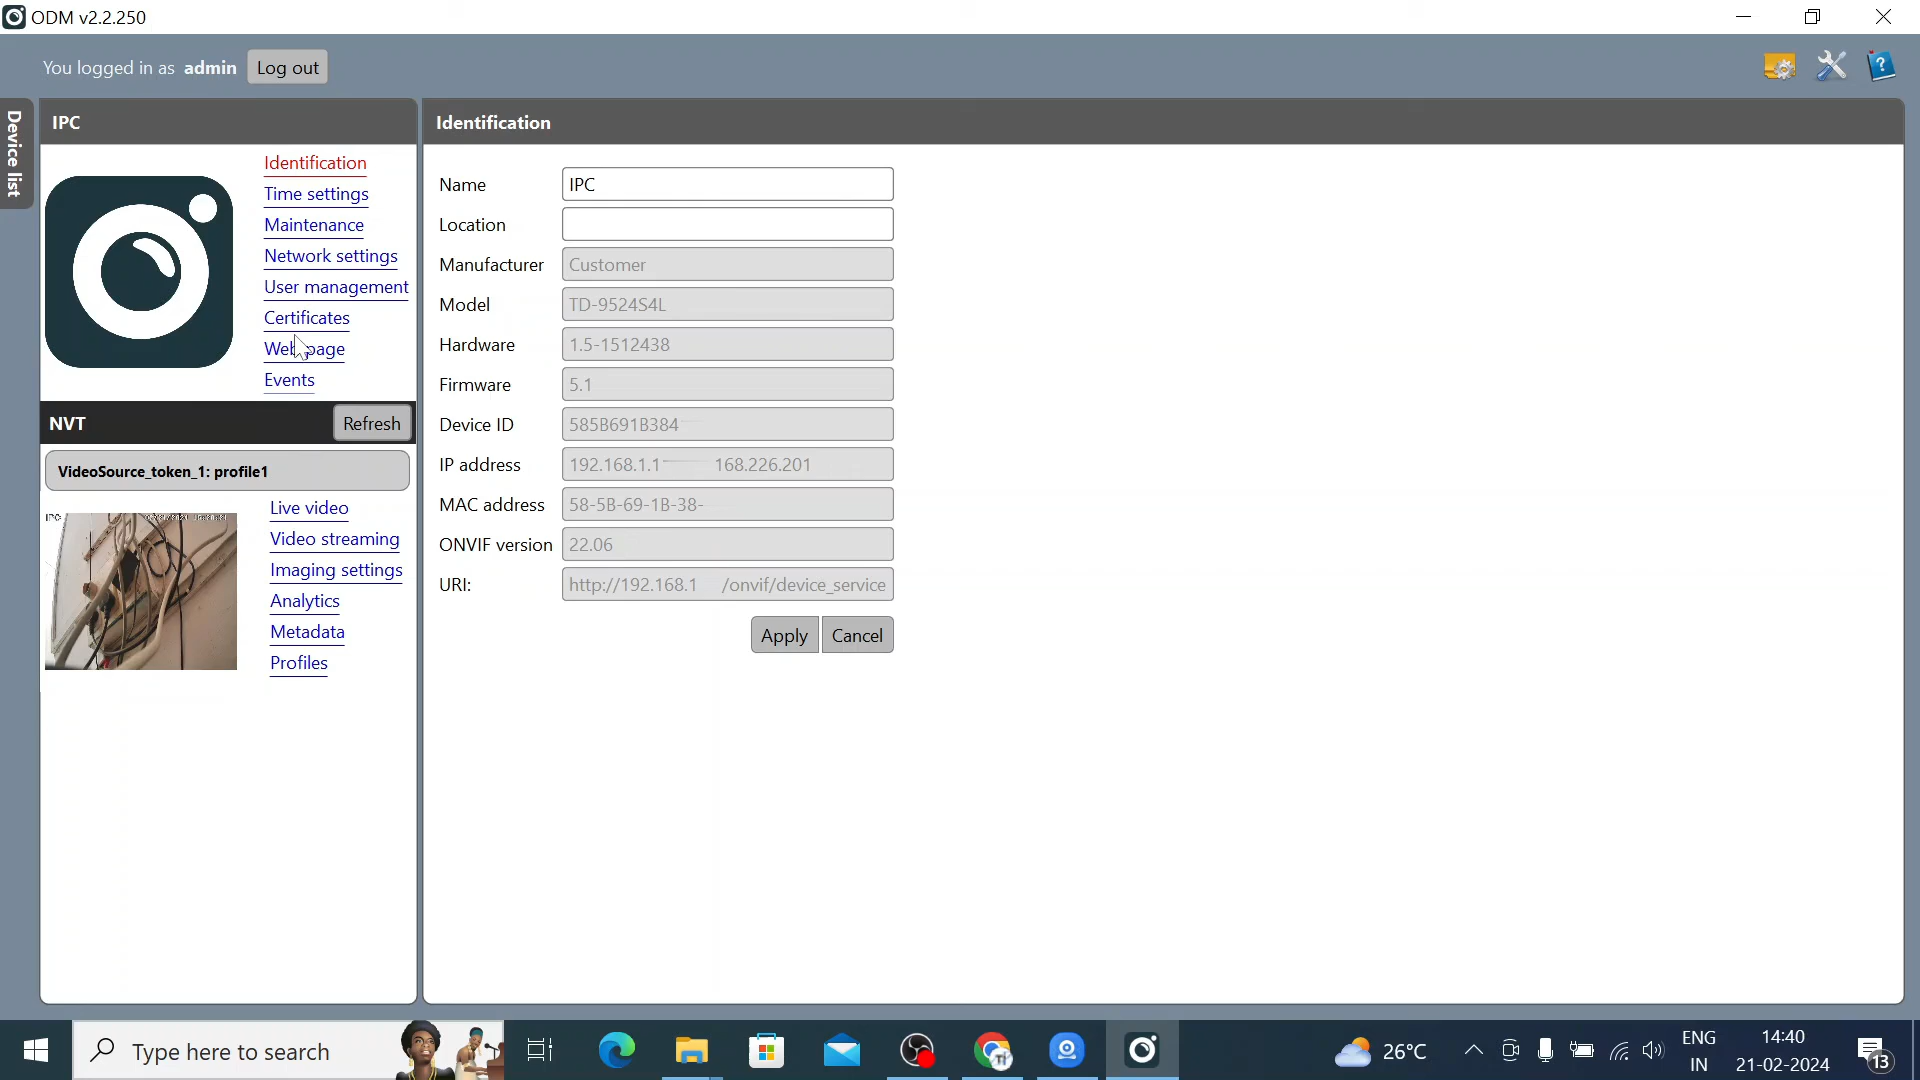 ODM v2.2.250
You logged in as admin
Log out
Device list
IPC
Identification
Time settings
Maintenance
Network settings
User management
Certificates
Web page
Events
NVT
Refresh
VideoSource_token_1: profile1
IPC
Live video
Video streaming
Imaging settings
Analytics
Metadata
Profiles
Identification
Name IPC
Location
Manufacturer Customer
Model TD-9524S4L
Hardware 1.5-1512438
Firmware 5.1
Device ID 585B691B384
IP address 192.168.1.1 168.226.201
MAC address 58-5B-69-1B-38-
ONVIF version 22.06
URI: http://192.168.1 /onvif/device_service
Apply
Cancel
Type here to search
26°C
ENG
IN
14:40
21-02-2024
13